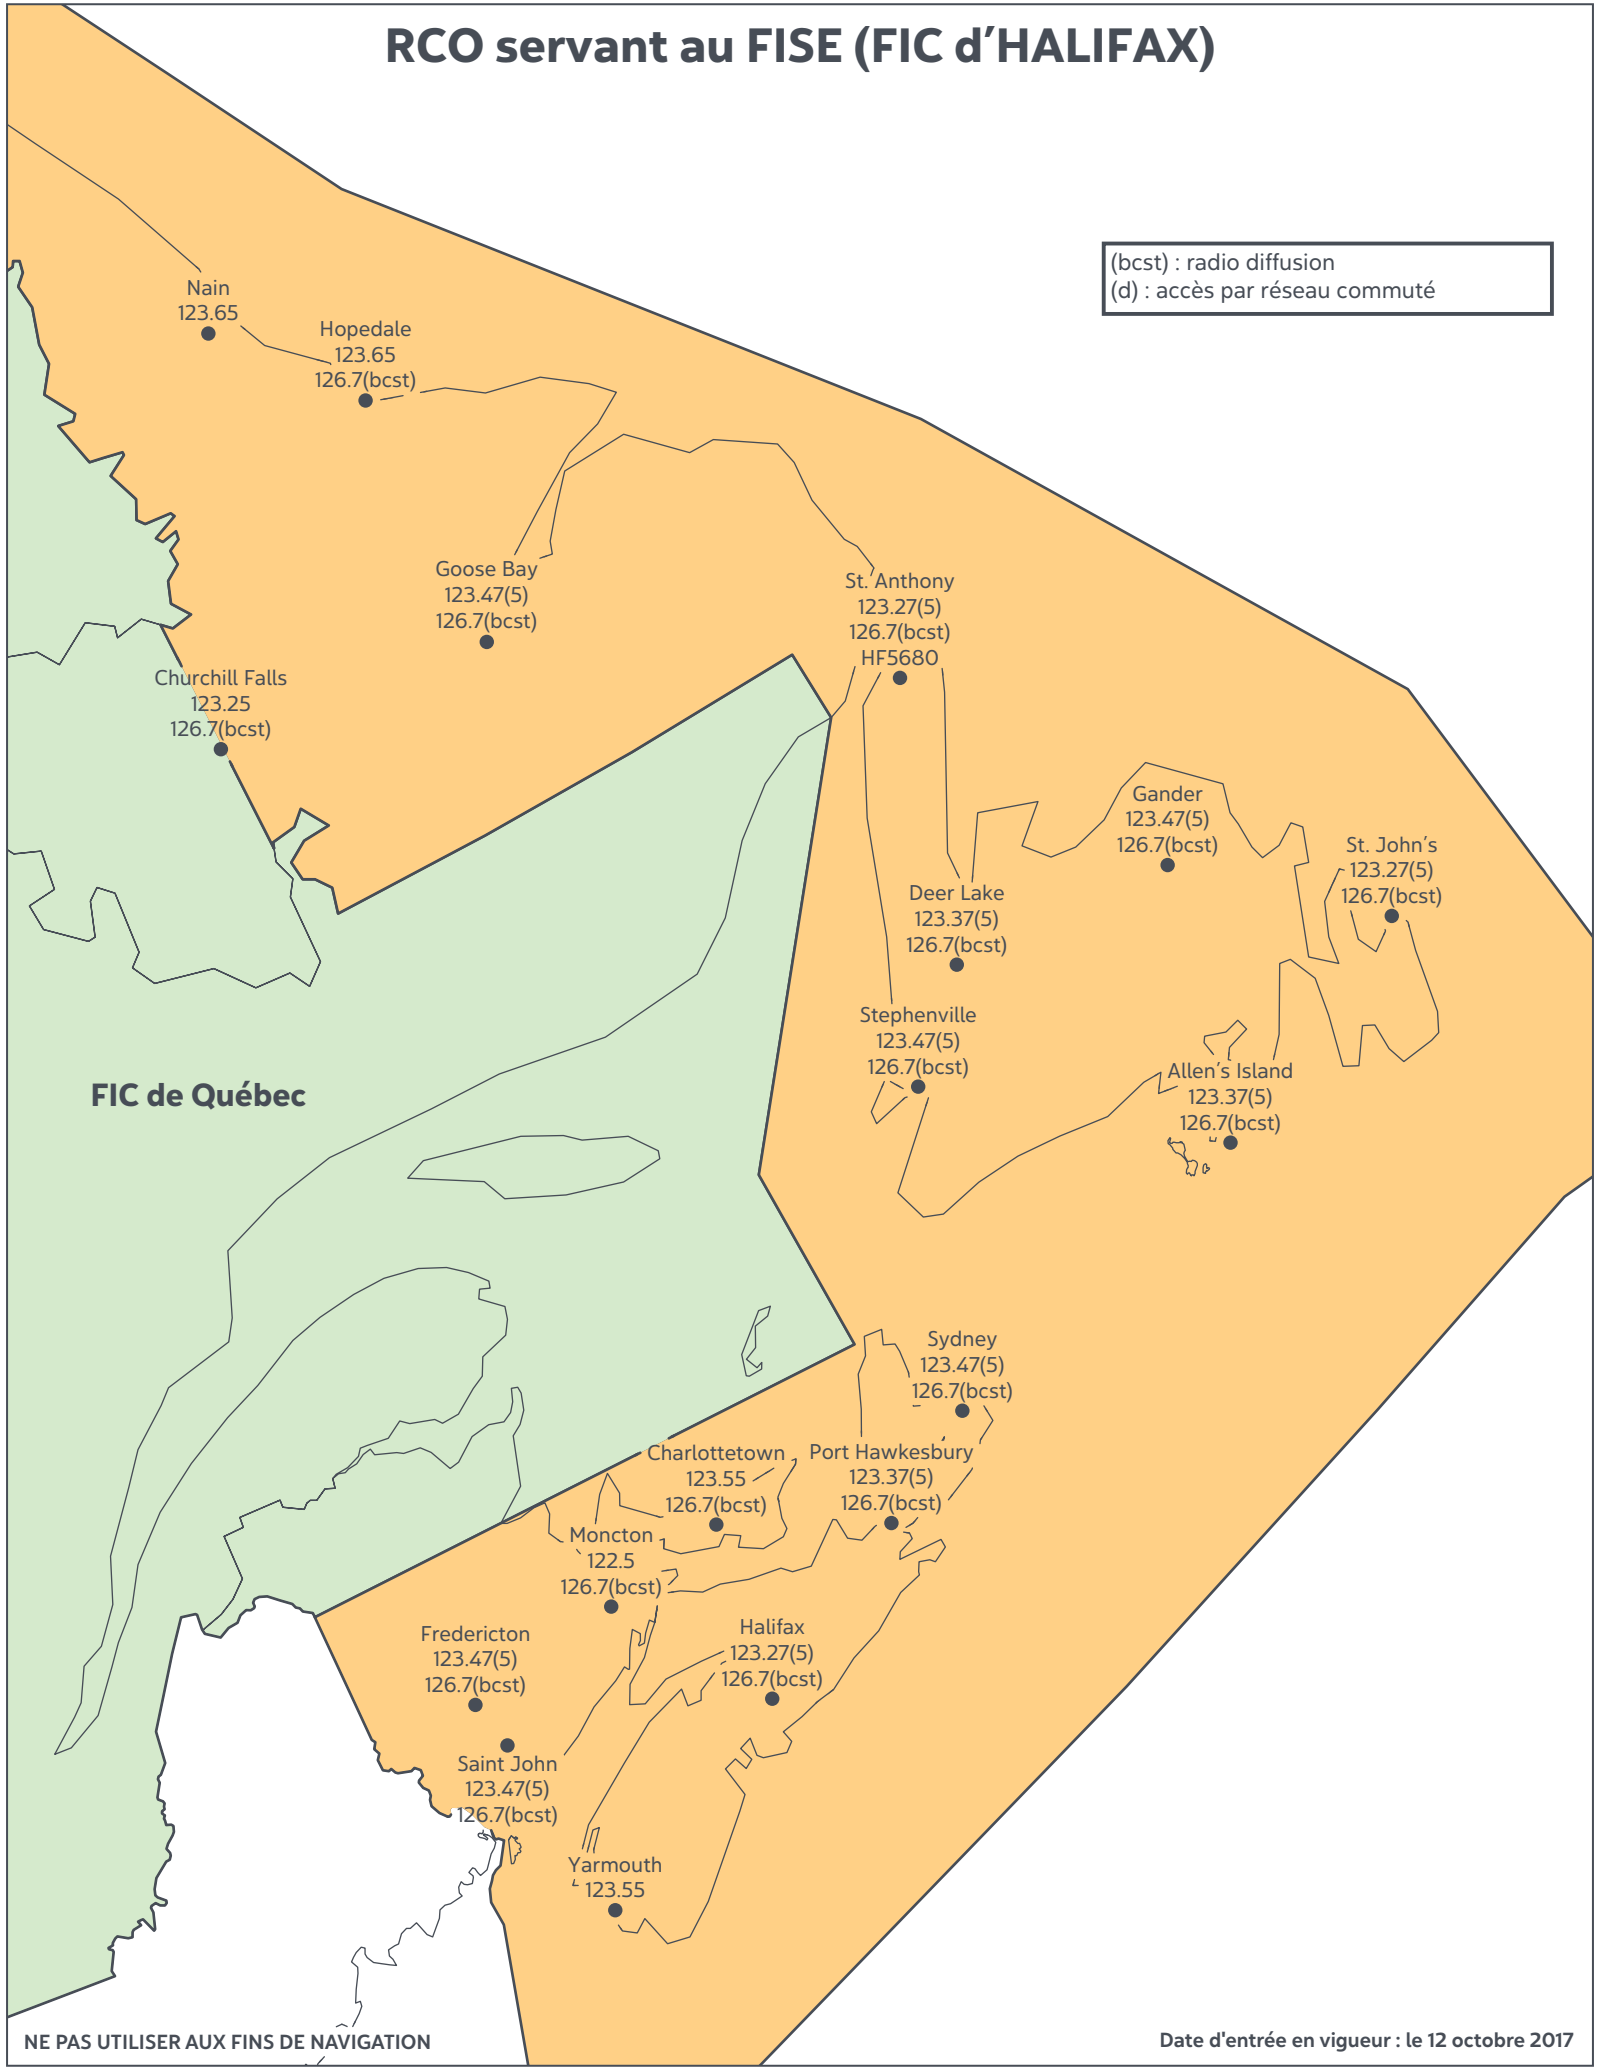 RCO servant au FISE (FIC d’HALIFAX)
(bcst) : radio diffusion
(d) : accès par réseau commuté
Nain
123.65
Hopedale
123.65
126.7(bcst)
Goose Bay
123.47(5)
126.7(bcst)
St. Anthony
123.27(5)
126.7(bcst)
HF5680
Churchill Falls
123.25
126.7(bcst)
Gander
123.47(5)
126.7(bcst)
St. John’s
123.27(5)
126.7(bcst)
Deer Lake
123.37(5)
126.7(bcst)
Stephenville
123.47(5)
126.7(bcst)
Allen’s Island
123.37(5)
126.7(bcst)
FIC de Québec
Sydney
123.47(5)
126.7(bcst)
Charlottetown
123.55
126.7(bcst)
Port Hawkesbury
123.37(5)
126.7(bcst)
Moncton
122.5
126.7(bcst)
Fredericton
123.47(5)
126.7(bcst)
Halifax
123.27(5)
126.7(bcst)
Saint John
123.47(5)
126.7(bcst)
Yarmouth
123.55
NE PAS UTILISER AUX FINS DE NAVIGATION
Date d'entrée en vigueur : le 12 octobre 2017